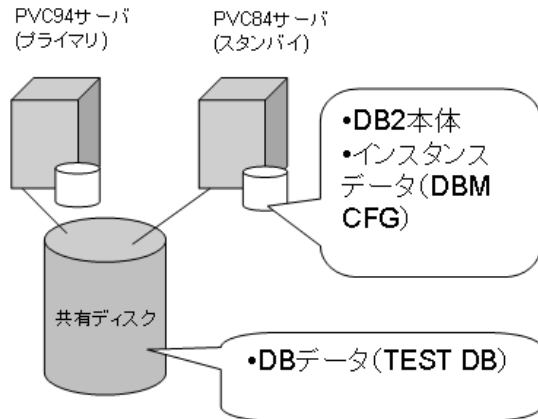 PVC94サーバ
(プライマリ)
PVC84サーバ
(スタンバイ)
•DB2本体
•インスタンス
データ(DBM
CFG)
共有ディスク
•DBデータ(TEST DB)